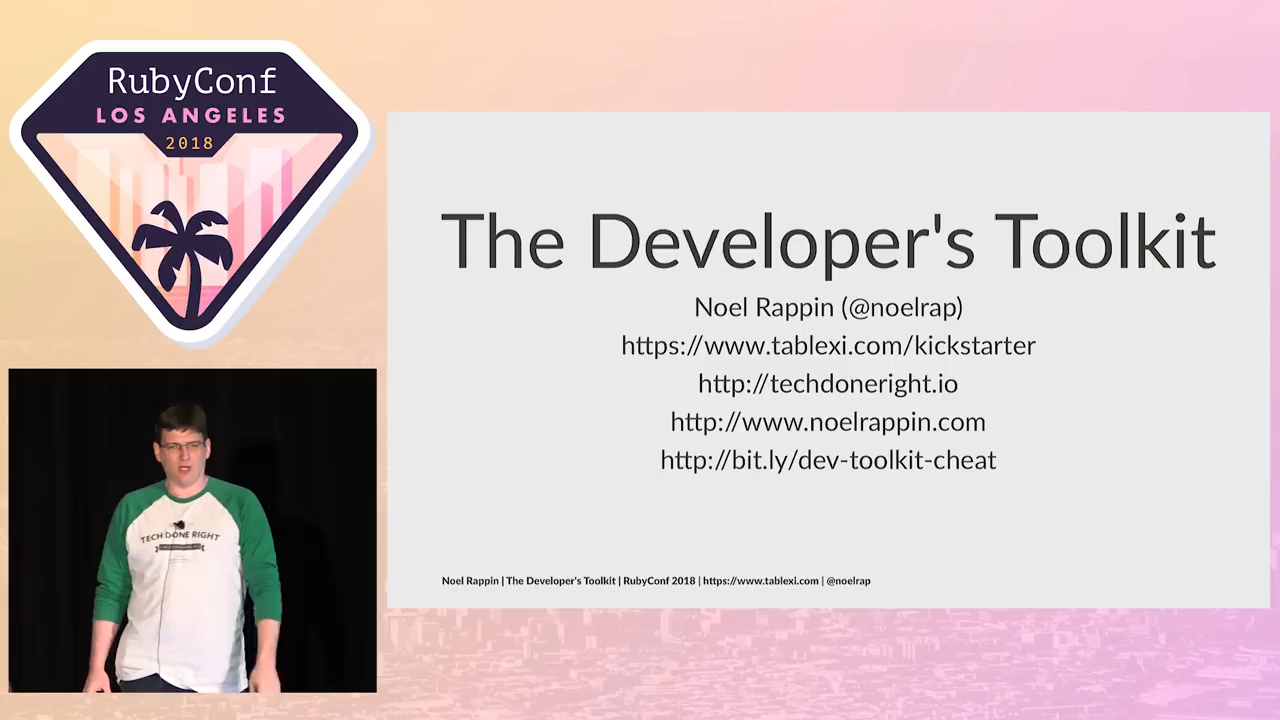 RubyConf
LOS ANGELES
2018
The Developer's Toolkit
Noel Rappin (@noelrap)
https://www.tablexi.com/kickstarter
http://techdoneright.io
http://www.noelrappin.com
http://bit.ly/dev-toolkit-cheat
Noel Rappin | The Developer's Toolkit | RubyConf 2018 | https://www.tablexi.com | @noelrap
TECH DONE RIGHT